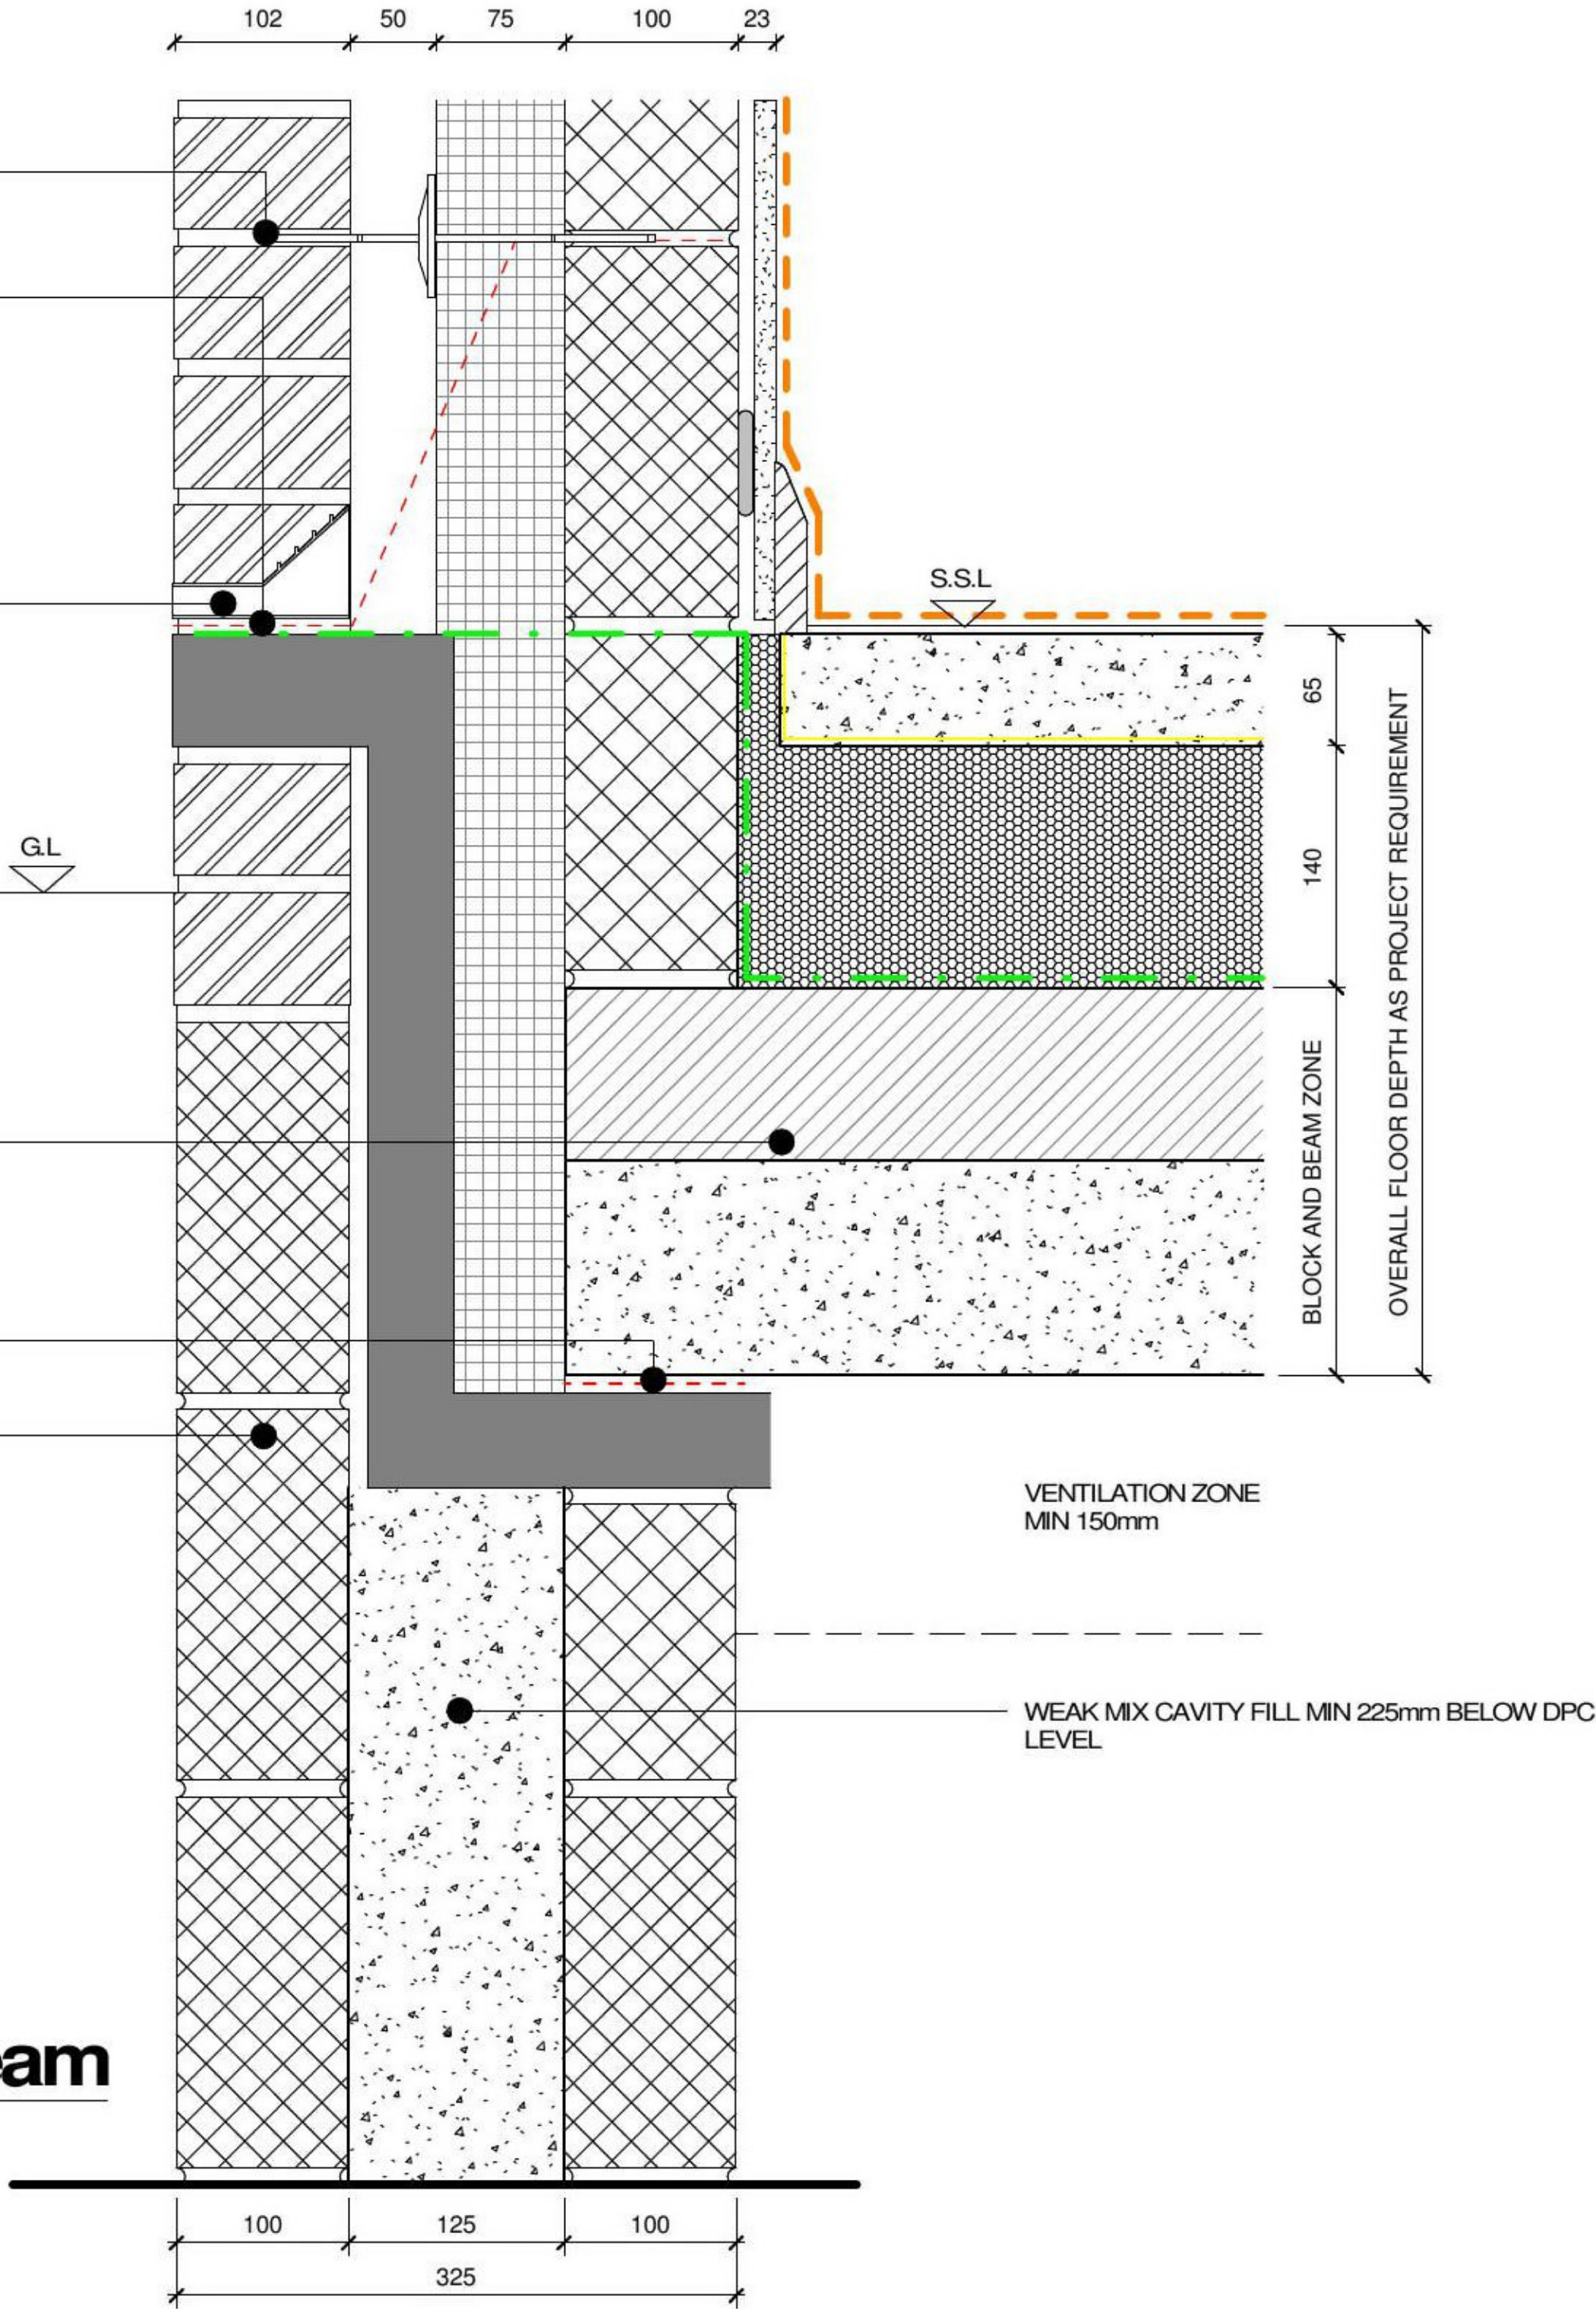 102
50
75
100
23
S.S.L
65
G.L
140
BLOCK AND BEAM ZONE
OVERALL FLOOR DEPTH AS PROJECT REQUIREMENT
VENTILATION ZONE
MIN 150mm
WEAK MIX CAVITY FILL MIN 225mm BELOW DPC
LEVEL
eam
100
125
100
325